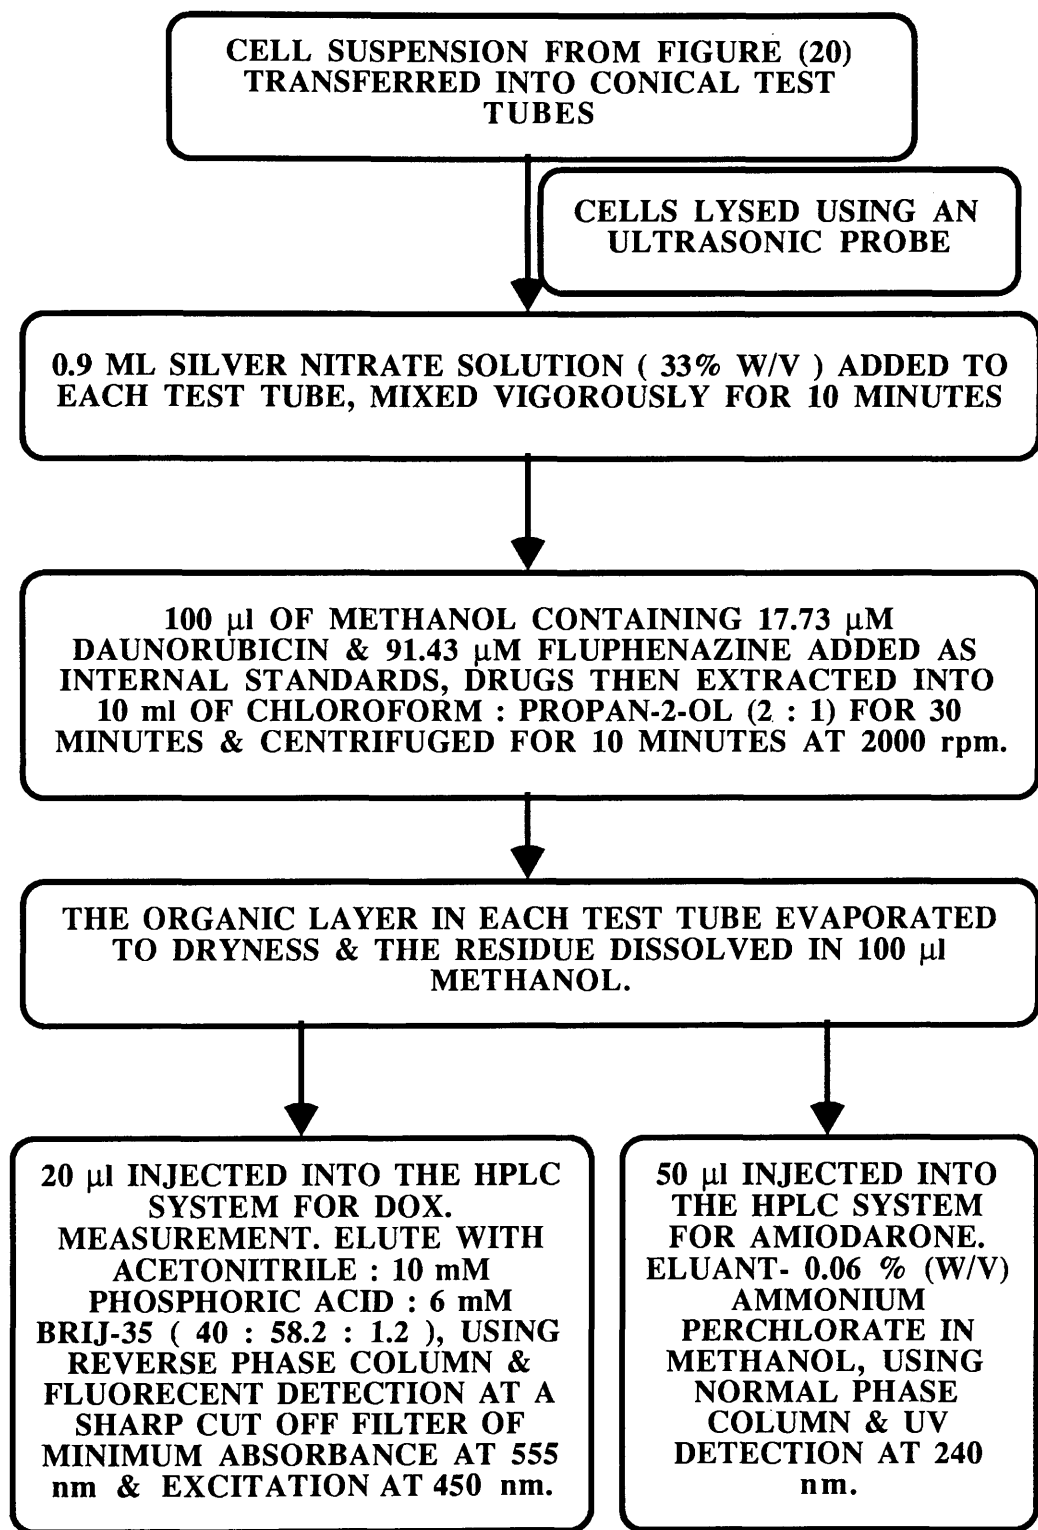 CELL SUSPENSION FROM FIGURE (20)
TRANSFERRED INTO CONICAL TEST
TUBES
CELLS LYSED USING AN
ULTRASONIC PROBE
0.9 ML SILVER NITRATE SOLUTION ( 33% W/V ) ADDED TO
EACH TEST TUBE, MIXED VIGOROUSLY FOR 10 MINUTES
100 µl OF METHANOL CONTAINING 17.73 µM
DAUNORUBICIN & 91.43 µM FLUPHENAZINE ADDED AS
INTERNAL STANDARDS, DRUGS THEN EXTRACTED INTO
10 ml OF CHLOROFORM : PROPAN-2-OL (2 : 1) FOR 30
MINUTES & CENTRIFUGED FOR 10 MINUTES AT 2000 rpm.
THE ORGANIC LAYER IN EACH TEST TUBE EVAPORATED
TO DRYNESS & THE RESIDUE DISSOLVED IN 100 µl
METHANOL.
20 µl INJECTED INTO THE HPLC
SYSTEM FOR DOX.
MEASUREMENT. ELUTE WITH
ACETONITRILE : 10 mM
PHOSPHORIC ACID : 6 mM
BRIJ-35 ( 40 : 58.2 : 1.2 ), USING
REVERSE PHASE COLUMN &
FLUORECENT DETECTION AT A
SHARP CUT OFF FILTER OF
MINIMUM ABSORBANCE AT 555
nm & EXCITATION AT 450 nm.
50 µl INJECTED INTO
THE HPLC SYSTEM
FOR AMIODARONE.
ELUANT- 0.06 % (W/V)
AMMONIUM
PERCHLORATE IN
METHANOL, USING
NORMAL PHASE
COLUMN & UV
DETECTION AT 240
nm.